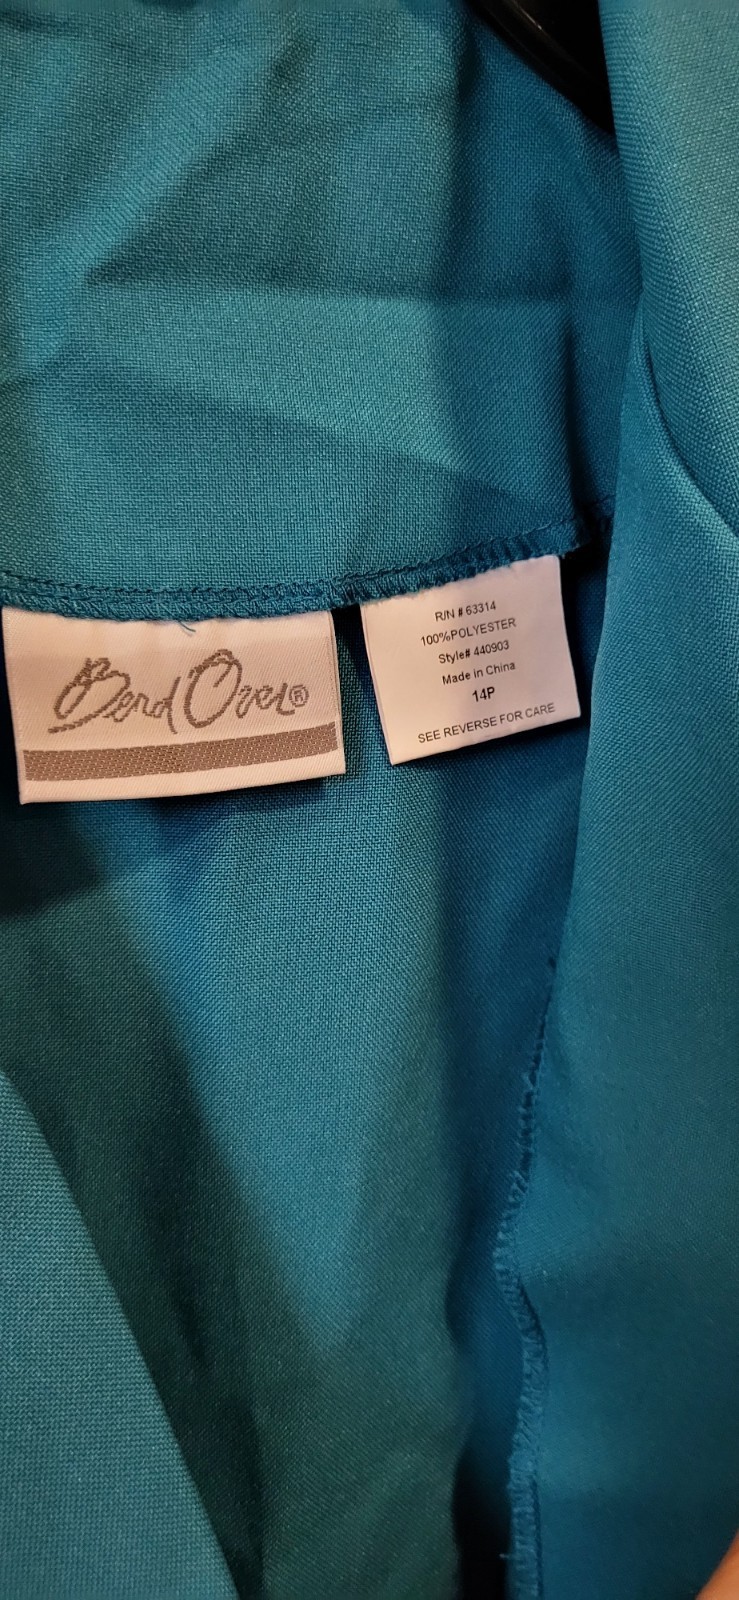 Bend Over®
R/N # 63314
100%POLYESTER
Style# 440903
Made in China
14P
SEE REVERSE FOR CARE